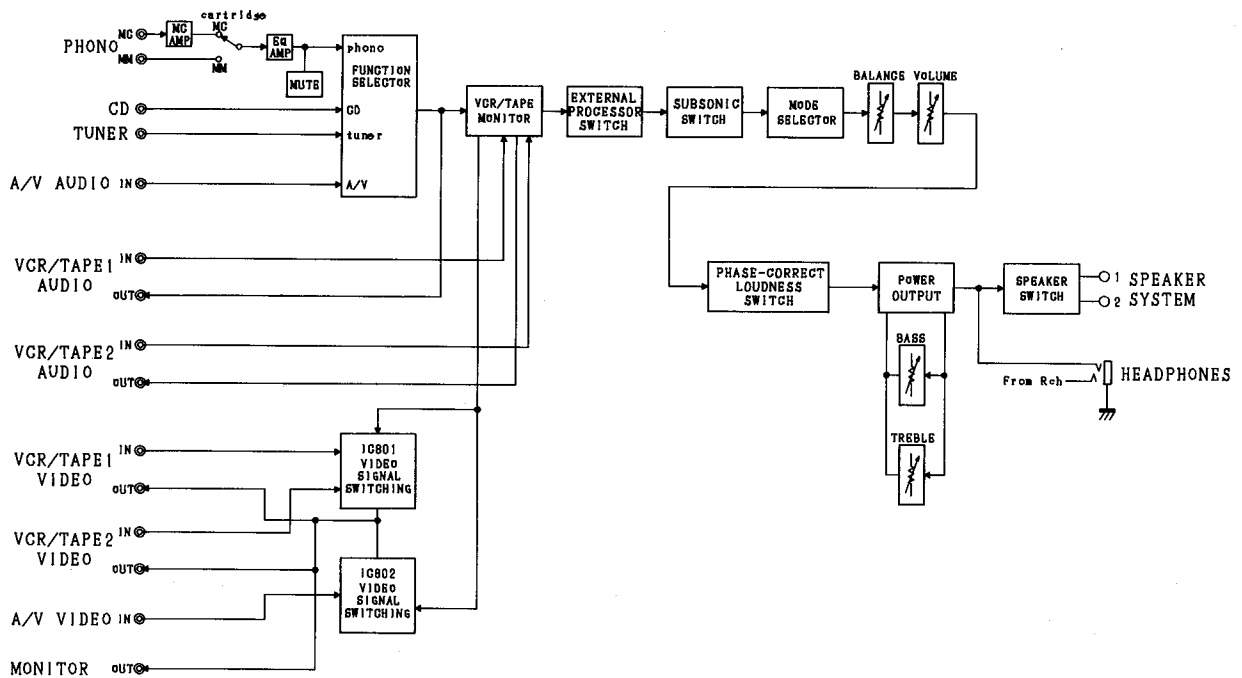 cartridge
MC
MC AMP
MC
EQ AMP
PHONO
MM
MM
MUTE
phono
FUNCTION SELECTOR
CD
CD
TUNER
tuner
A/V AUDIO IN
A/V
VCR/TAPE MONITOR
EXTERNAL PROCESSOR SWITCH
SUBSONIC SWITCH
MODE SELECTOR
BALANCE
VOLUME
VCR/TAPE1 AUDIO
IN
OUT
VCR/TAPE2 AUDIO
IN
OUT
PHASE-CORRECT LOUDNESS SWITCH
POWER OUTPUT
SPEAKER SWITCH
1
2
SPEAKER SYSTEM
BASS
TREBLE
From Rch
HEADPHONES
VCR/TAPE1 VIDEO
IN
OUT
IC801 VIDEO SIGNAL SWITCHING
VCR/TAPE2 VIDEO
IN
OUT
IC802 VIDEO SIGNAL SWITCHING
A/V VIDEO IN
MONITOR OUT